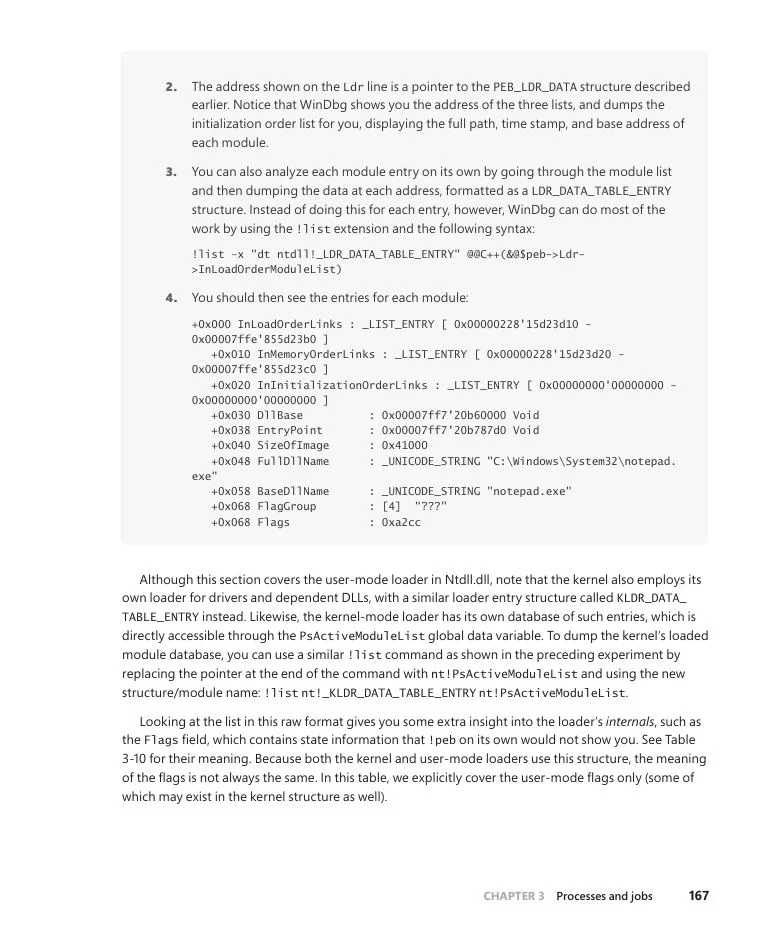 2. The address shown on the Ldr line is a pointer to the PEB_LDR_DATA structure described
earlier. Notice that WinDbg shows you the address of the three lists, and dumps the
initialization order list for you, displaying the full path, time stamp, and base address of
each module.
3. You can also analyze each module entry on its own by going through the module list
and then dumping the data at each address, formatted as a LDR_DATA_TABLE_ENTRY
structure. Instead of doing this for each entry, however, WinDbg can do most of the
work by using the !list extension and the following syntax:
!list -x "dt ntdll!_LDR_DATA_TABLE_ENTRY" @@C++(&@$peb->Ldr-
>InLoadOrderModuleList)
4. You should then see the entries for each module:
+0x000 InLoadOrderLinks : _LIST_ENTRY [ 0x00000228'15d23d10 -
0x00007ffe'855d23b0 ]
+0x010 InMemoryOrderLinks : _LIST_ENTRY [ 0x00000228'15d23d20 -
0x00007ffe'855d23c0 ]
+0x020 InInitializationOrderLinks : _LIST_ENTRY [ 0x00000000'00000000 -
0x00000000'00000000 ]
+0x030 DllBase : 0x00007ff7'20b60000 Void
+0x038 EntryPoint : 0x00007ff7'20b787d0 Void
+0x040 SizeOfImage : 0x41000
+0x048 FullDllName : _UNICODE_STRING "C:\Windows\System32\notepad.
exe"
+0x058 BaseDllName : _UNICODE_STRING "notepad.exe"
+0x068 FlagGroup : [4] "???"
+0x068 Flags : 0xa2cc
Although this section covers the user-mode loader in Ntdll.dll, note that the kernel also employs its
own loader for drivers and dependent DLLs, with a similar loader entry structure called KLDR_DATA_
TABLE_ENTRY instead. Likewise, the kernel-mode loader has its own database of such entries, which is
directly accessible through the PsActiveModuleList global data variable. To dump the kernel's loaded
module database, you can use a similar !list command as shown in the preceding experiment by
replacing the pointer at the end of the command with nt!PsActiveModuleList and using the new
structure/module name: !list nt!_KLDR_DATA_TABLE_ENTRY nt!PsActiveModuleList.
Looking at the list in this raw format gives you some extra insight into the loader's internals, such as
the Flags field, which contains state information that !peb on its own would not show you. See Table
3-10 for their meaning. Because both the kernel and user-mode loaders use this structure, the meaning
of the flags is not always the same. In this table, we explicitly cover the user-mode flags only (some of
which may exist in the kernel structure as well).
CHAPTER 3 Processes and jobs 167